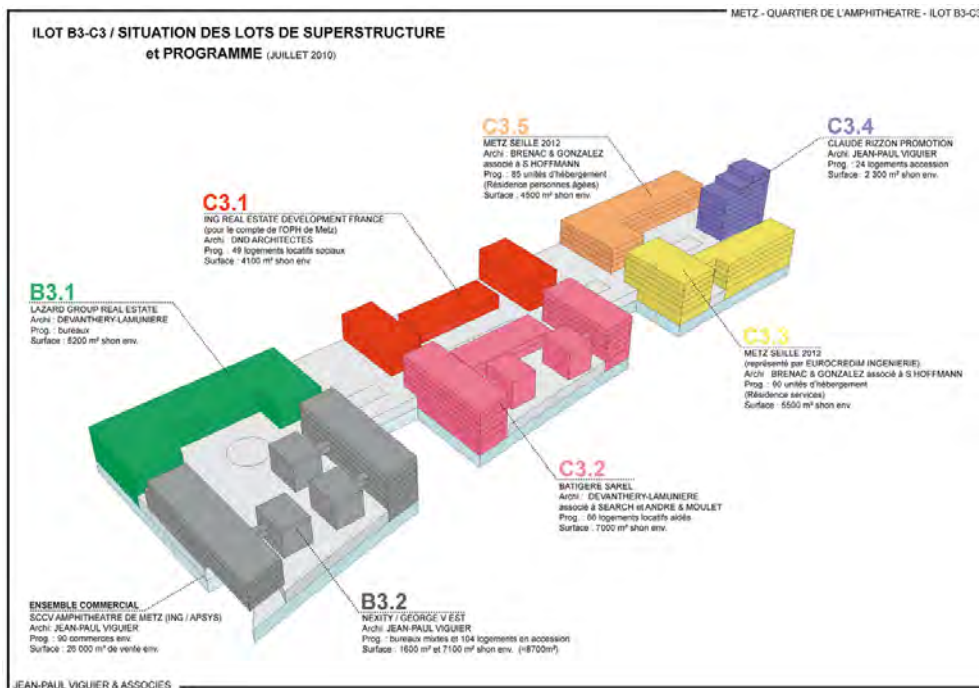 METZ - QUARTIER DE L'AMPHITHEATRE - ILOT B3-C3
ILOT B3-C3 / SITUATION DES LOTS DE SUPERSTRUCTURE
et PROGRAMME (JUILLET 2010)
C3.5
METZ SEILLE 2012
Archi : BRENAC & GONZALEZ
associé à S HOFFMANN
Prog. : 85 unités d'hébergement
(Résidence personnes âgées)
Surface : 4500 m² shon env.
C3.4
CLAUDE RIZZON PROMOTION
Archi: JEAN-PAUL VIGUIER
Prog. : 24 logements accession
Surface : 2 300 m² shon env.
C3.1
ING REAL ESTATE DEVELOPMENT FRANCE
(pour le compte de l'OPH de Metz)
Archi : DND ARCHITECTES
Prog. : 49 logements locatifs sociaux
Surface : 4100 m² shon env
B3.1
LAZARD GROUP REAL ESTATE
Archi : DEVANTHERY-LAMUNIERE
Prog. : bureaux
Surface : 5200 m² shon env.
C3.3
METZ SEILLE 2012
(représenté par EUROCREDIM INGENIERIE)
Archi : BRENAC & GONZALEZ associé à S HOFFMANN
Prog. : 90 unités d'hébergement
(Résidence services)
Surface : 5500 m² shon env.
C3.2
BATIGERE SAREL
Archi : DEVANTHERY-LAMUNIERE
associé à SEARCH et ANDRE & MOULET
Prog. : 66 logements locatifs aidés
Surface : 7000 m² shon env.
ENSEMBLE COMMERCIAL
SCCV AMPHITHEATRE DE METZ (ING / APSYS)
Archi: JEAN-PAUL VIGUIER
Prog. : 90 commerces env.
Surface : 26 000 m² de vente env.
B3.2
NEXITY / GEORGE V EST
Archi: JEAN-PAUL VIGUIER
Prog. : bureaux mixtes et 104 logements en accession
Surface : 1600 m² et 7100 m² shon env. (=8700m²)
JEAN-PAUL VIGUIER & ASSOCIES